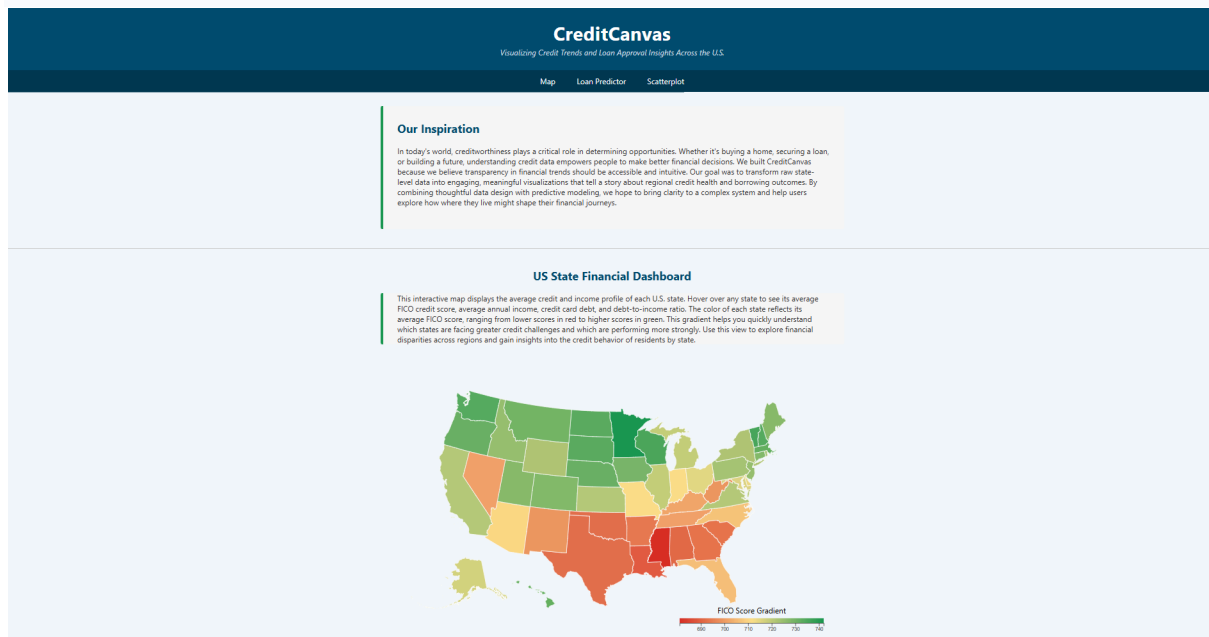 CreditCanvas
Visualizing Credit Trends and Loan Approval Insights Across the U.S.
Map Loan Predictor Scatterplot
Our Inspiration
In today's world, creditworthiness plays a critical role in determining opportunities. Whether it's buying a home, securing a loan,
or building a future, understanding credit data empowers people to make better financial decisions. We built CreditCanvas
because we believe transparency in financial trends should be accessible and intuitive. Our goal was to transform raw state-
level data into engaging, meaningful visualizations that tell a story about regional credit health and borrowing outcomes. By
combining thoughtful data design with predictive modeling, we hope to bring clarity to a complex system and help users
explore how where they live might shape their financial journeys.
US State Financial Dashboard
This interactive map displays the average credit and income profile of each U.S. state. Hover over any state to see its average
FICO credit score, average annual income, credit card debt, and debt-to-income ratio. The color of each state reflects its
average FICO score, ranging from lower scores in red to higher scores in green. This gradient helps you quickly understand
which states are facing greater credit challenges and which are performing more strongly. Use this view to explore financial
disparities across regions and gain insights into the credit behavior of residents by state.
FICO Score Gradient
690 700 710 720 730 740